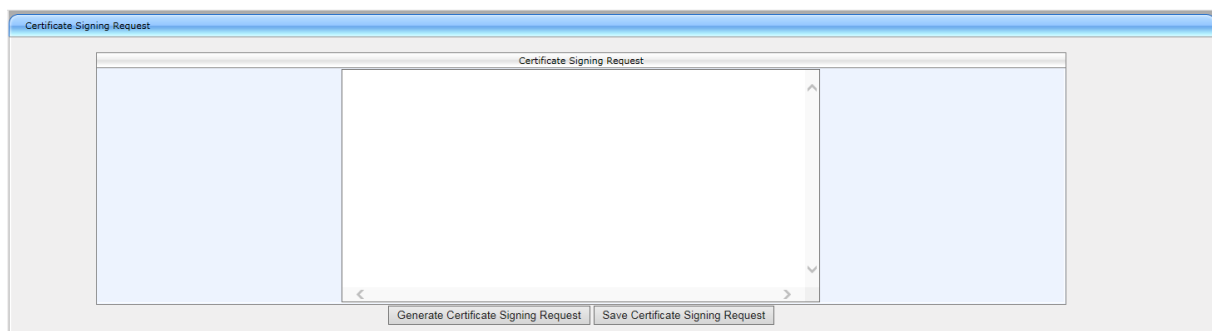 Certificate Signing Request
Certificate Signing Request
Generate Certificate Signing Request Save Certificate Signing Request